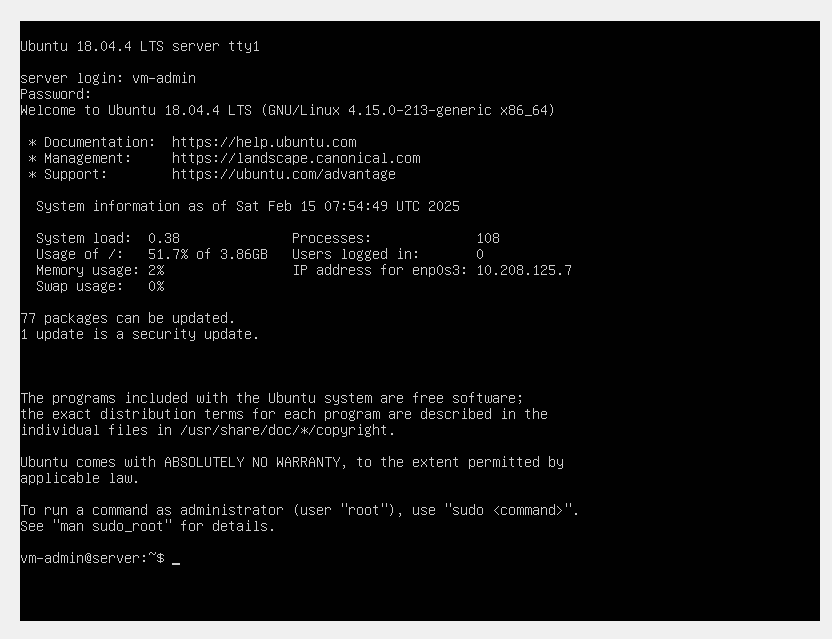 Ubuntu 18.04.4 LTS server tty1
server login: vm-admin
Password:
Welcome to Ubuntu 18.04.4 LTS (GNU/Linux 4.15.0-213-generic x86_64)
* Documentation:  https://help.ubuntu.com
* Management:     https://landscape.canonical.com
* Support:        https://ubuntu.com/advantage
System information as of Sat Feb 15 07:54:49 UTC 2025
System load:  0.38              Processes:             108
Usage of /:   51.7% of 3.86GB   Users logged in:       0
Memory usage: 2%                IP address for enp0s3: 10.208.125.7
Swap usage:   0%
77 packages can be updated.
1 update is a security update.
The programs included with the Ubuntu system are free software;
the exact distribution terms for each program are described in the
individual files in /usr/share/doc/*/copyright.
Ubuntu comes with ABSOLUTELY NO WARRANTY, to the extent permitted by
applicable law.
To run a command as administrator (user "root"), use "sudo <command>".
See "man sudo_root" for details.
vm-admin@server:~$ _